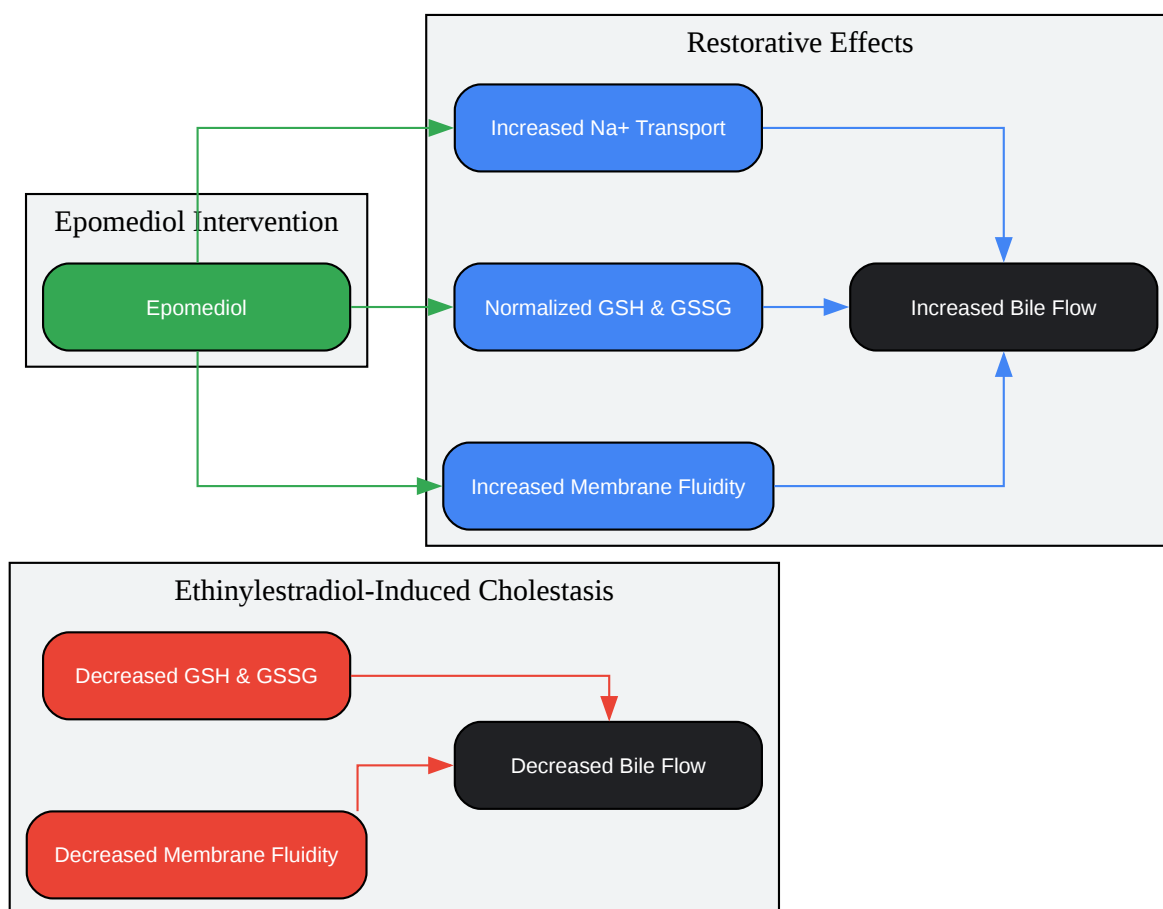 Restorative Effects
Increased Na+ Transport
Epomediol Intervention
Epomediol
Normalized GSH & GSSG
Increased Bile Flow
Increased Membrane Fluidity
Ethinylestradiol-Induced Cholestasis
Decreased GSH & GSSG
Decreased Bile Flow
Decreased Membrane Fluidity